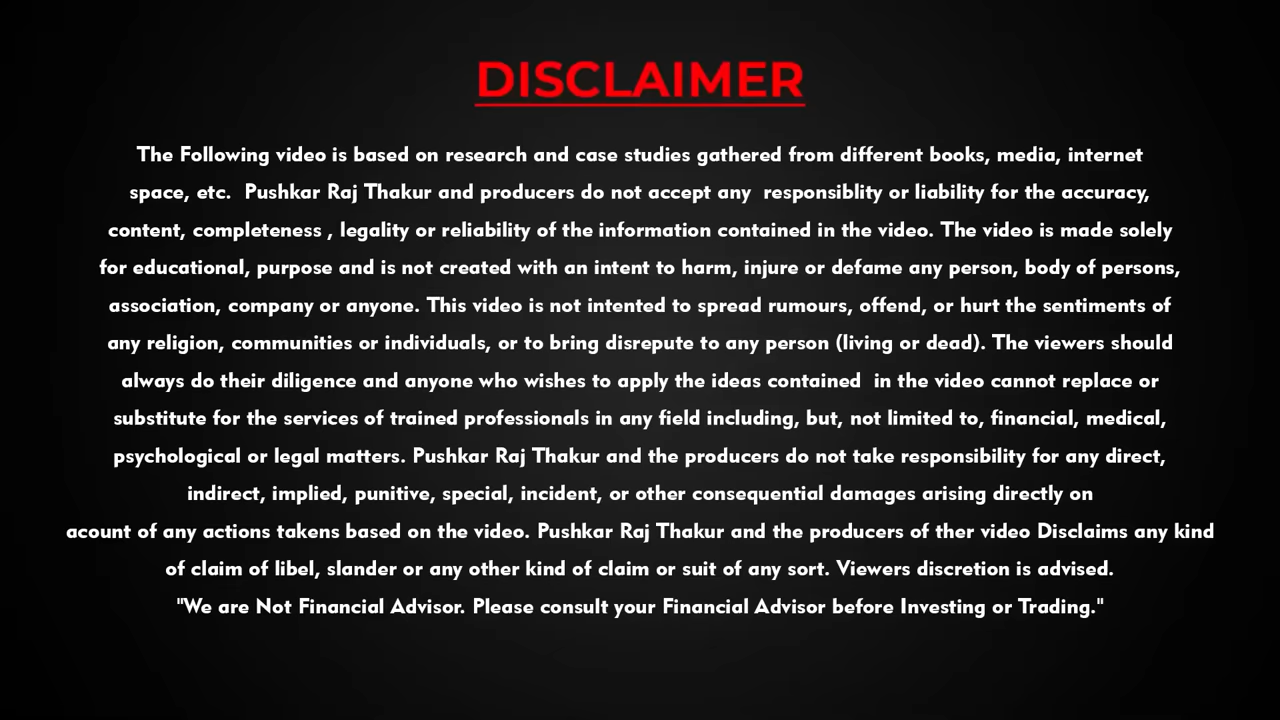 DISCLAIMER
The Following video is based on research and case studies gathered from different books, media, internet
space, etc.  Pushkar Raj Thakur and producers do not accept any  responsiblity or liability for the accuracy,
content, completeness , legality or reliability of the information contained in the video. The video is made solely
for educational, purpose and is not created with an intent to harm, injure or defame any person, body of persons,
association, company or anyone. This video is not intented to spread rumours, offend, or hurt the sentiments of
any religion, communities or individuals, or to bring disrepute to any person (living or dead). The viewers should
always do their diligence and anyone who wishes to apply the ideas contained  in the video cannot replace or
substitute for the services of trained professionals in any field including, but, not limited to, financial, medical,
psychological or legal matters. Pushkar Raj Thakur and the producers do not take responsibility for any direct,
indirect, implied, punitive, special, incident, or other consequential damages arising directly on
acount of any actions takens based on the video. Pushkar Raj Thakur and the producers of ther video Disclaims any kind
of claim of libel, slander or any other kind of claim or suit of any sort. Viewers discretion is advised.
"We are Not Financial Advisor. Please consult your Financial Advisor before Investing or Trading."